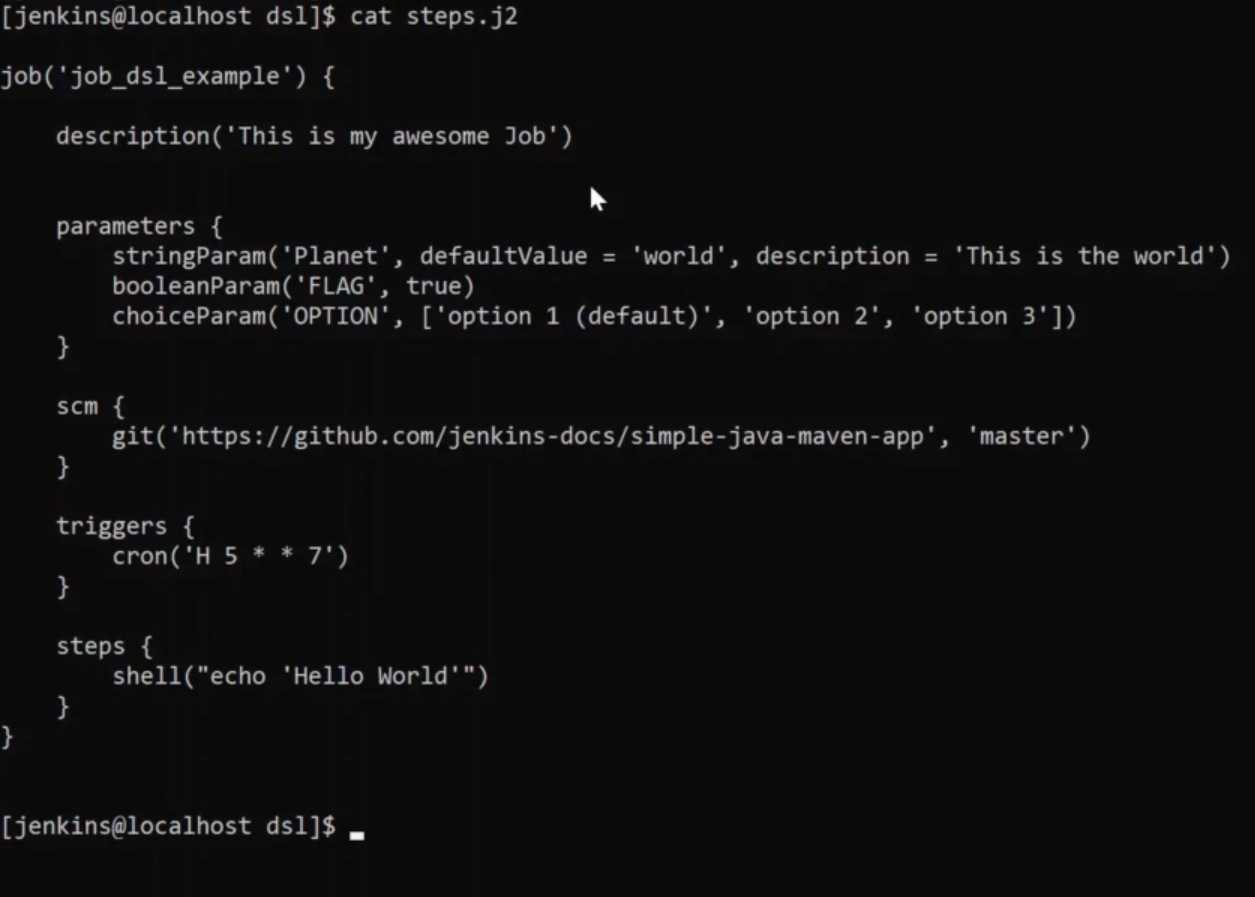 [jenkins@localhost dsl]$ cat steps.j2
job('job_dsl_example') {
    description('This is my awesome Job')
    parameters {
        stringParam('Planet', defaultValue = 'world', description = 'This is the world')
        booleanParam('FLAG', true)
        choiceParam('OPTION', ['option 1 (default)', 'option 2', 'option 3'])
    }
    scm {
        git('https://github.com/jenkins-docs/simple-java-maven-app', 'master')
    }
    triggers {
        cron('H 5 * * 7')
    }
    steps {
        shell("echo 'Hello World'")
    }
}
[jenkins@localhost dsl]$